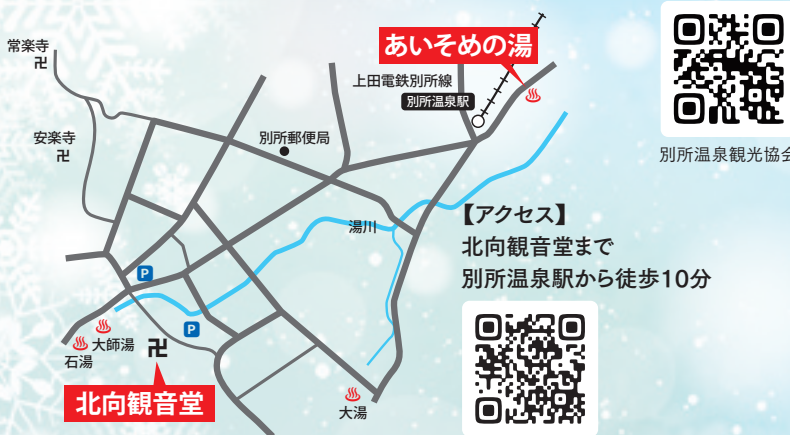 常楽寺
卍
安楽寺
卍
あいそめの湯
上田電鉄別所線
別所温泉駅
別所郵便局
別所温泉観光協会
湯川
【アクセス】
北向観音堂まで
別所温泉駅から徒歩10分
P
P
大師湯
石湯
卍
北向観音堂
大湯